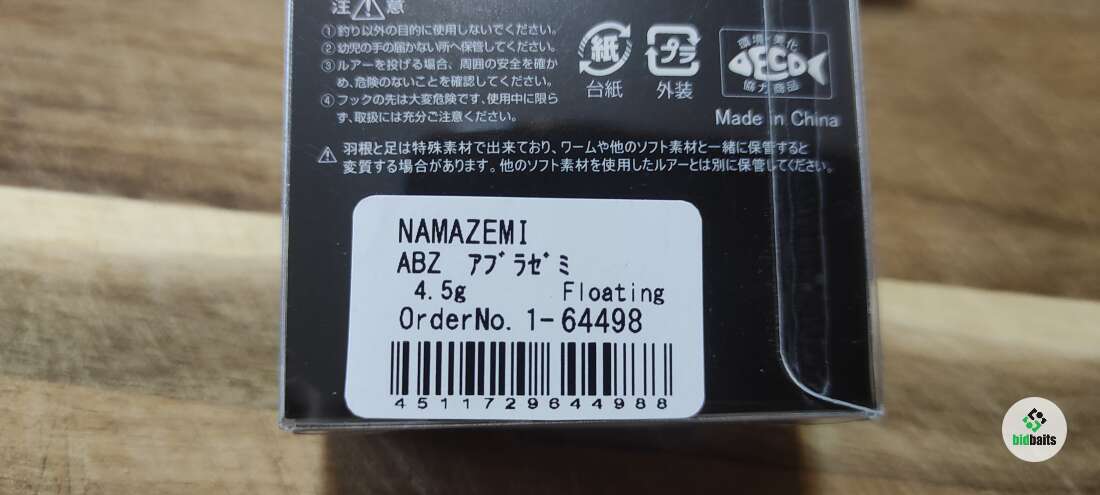 注⚠意
①釣り以外の目的に使用しないでください。
②幼児の手の届かない所へ保管してください。
③ルアーを投げる場合、周囲の安全を確か
め、危険のないことを確認してください。
④フックの先は大変危険です、使用中に限ら
ず、取扱には充分ご注意ください。
紙
台紙
プラ
外装
環境・美化
ECO
協力商品
Made in China
⚠羽根と足は特殊素材で出来ており、ワームや他のソフト素材と一緒に保管すると
変質する場合があります。他のソフト素材を使用したルアーとは別に保管してください。
NAMAZEMI
ABZ ｱﾌﾞﾗｾﾞﾐ
4.5g Floating
OrderNo. 1-64498
4511729644988
bidbaits